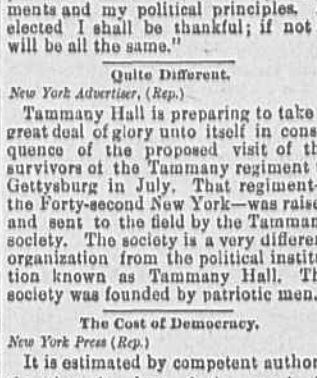 ments and my political principles.
elected I shall be thankful; if not
will be all the same."
Quite Different.
New York Advertiser, (Rep.)
Tammany Hall is preparing to take
great deal of glory unto itself in cons
quence of the proposed visit of th
survivors of the Tammany regiment
Gettysburg in July. That regiment—
the Forty-second New York—was raise
and sent to the field by the Tamman
society. The society is a very differen
organization from the political institu
tion known as Tammany Hall. Th
society was founded by patriotic men.
The Cost of Democracy.
New York Press (Rep.)
It is estimated by competent author